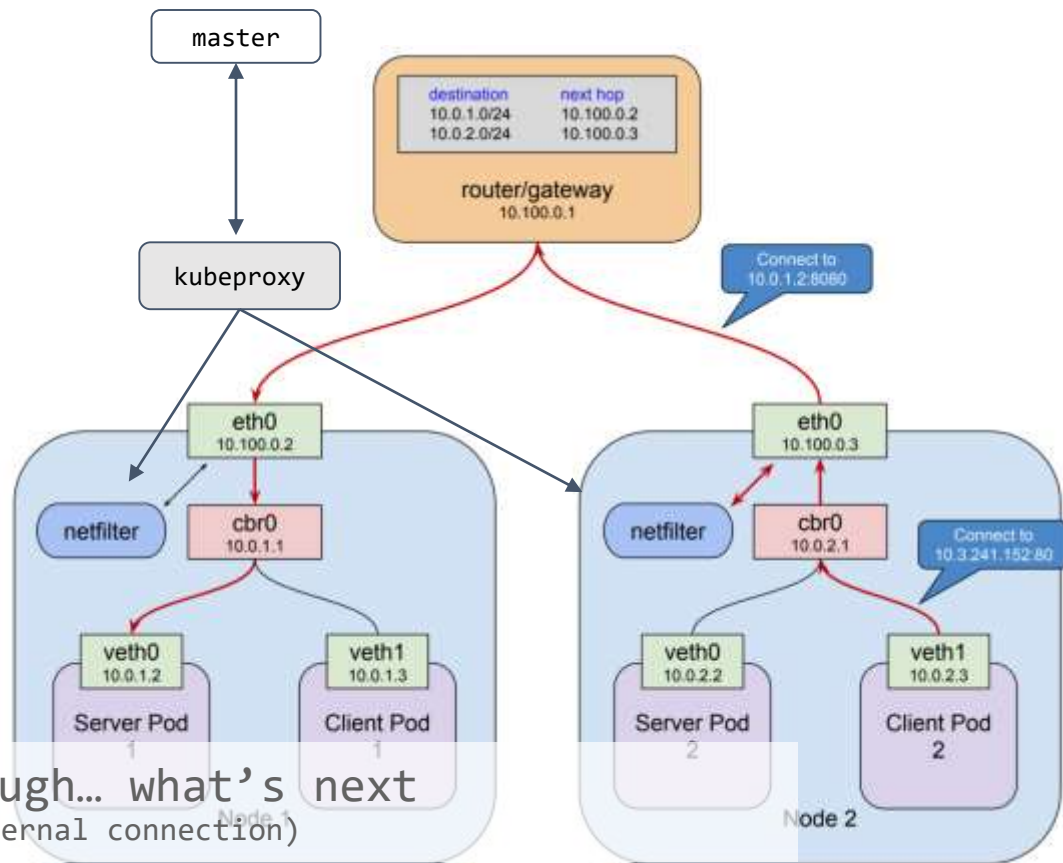 master
destination next hop
10.0.1.0/24 10.100.0.2
10.0.2.0/24 10.100.0.3
router/gateway
10.100.0.1
kubeproxy
Connect to
10.0.1.2:8080
eth0
10.100.0.2
eth0
10.100.0.3
netfilter
cbr0
10.0.1.1
netfilter
cbr0
10.0.2.1
Connect to
10.3.241.152:80
veth0
10.0.1.2
veth1
10.0.1.3
veth0
10.0.2.2
veth1
10.0.2.3
Server Pod
1
Client Pod
1
Server Pod
2
Client Pod
2
ugh… what's next
ernal connection)
Node 1
Node 2